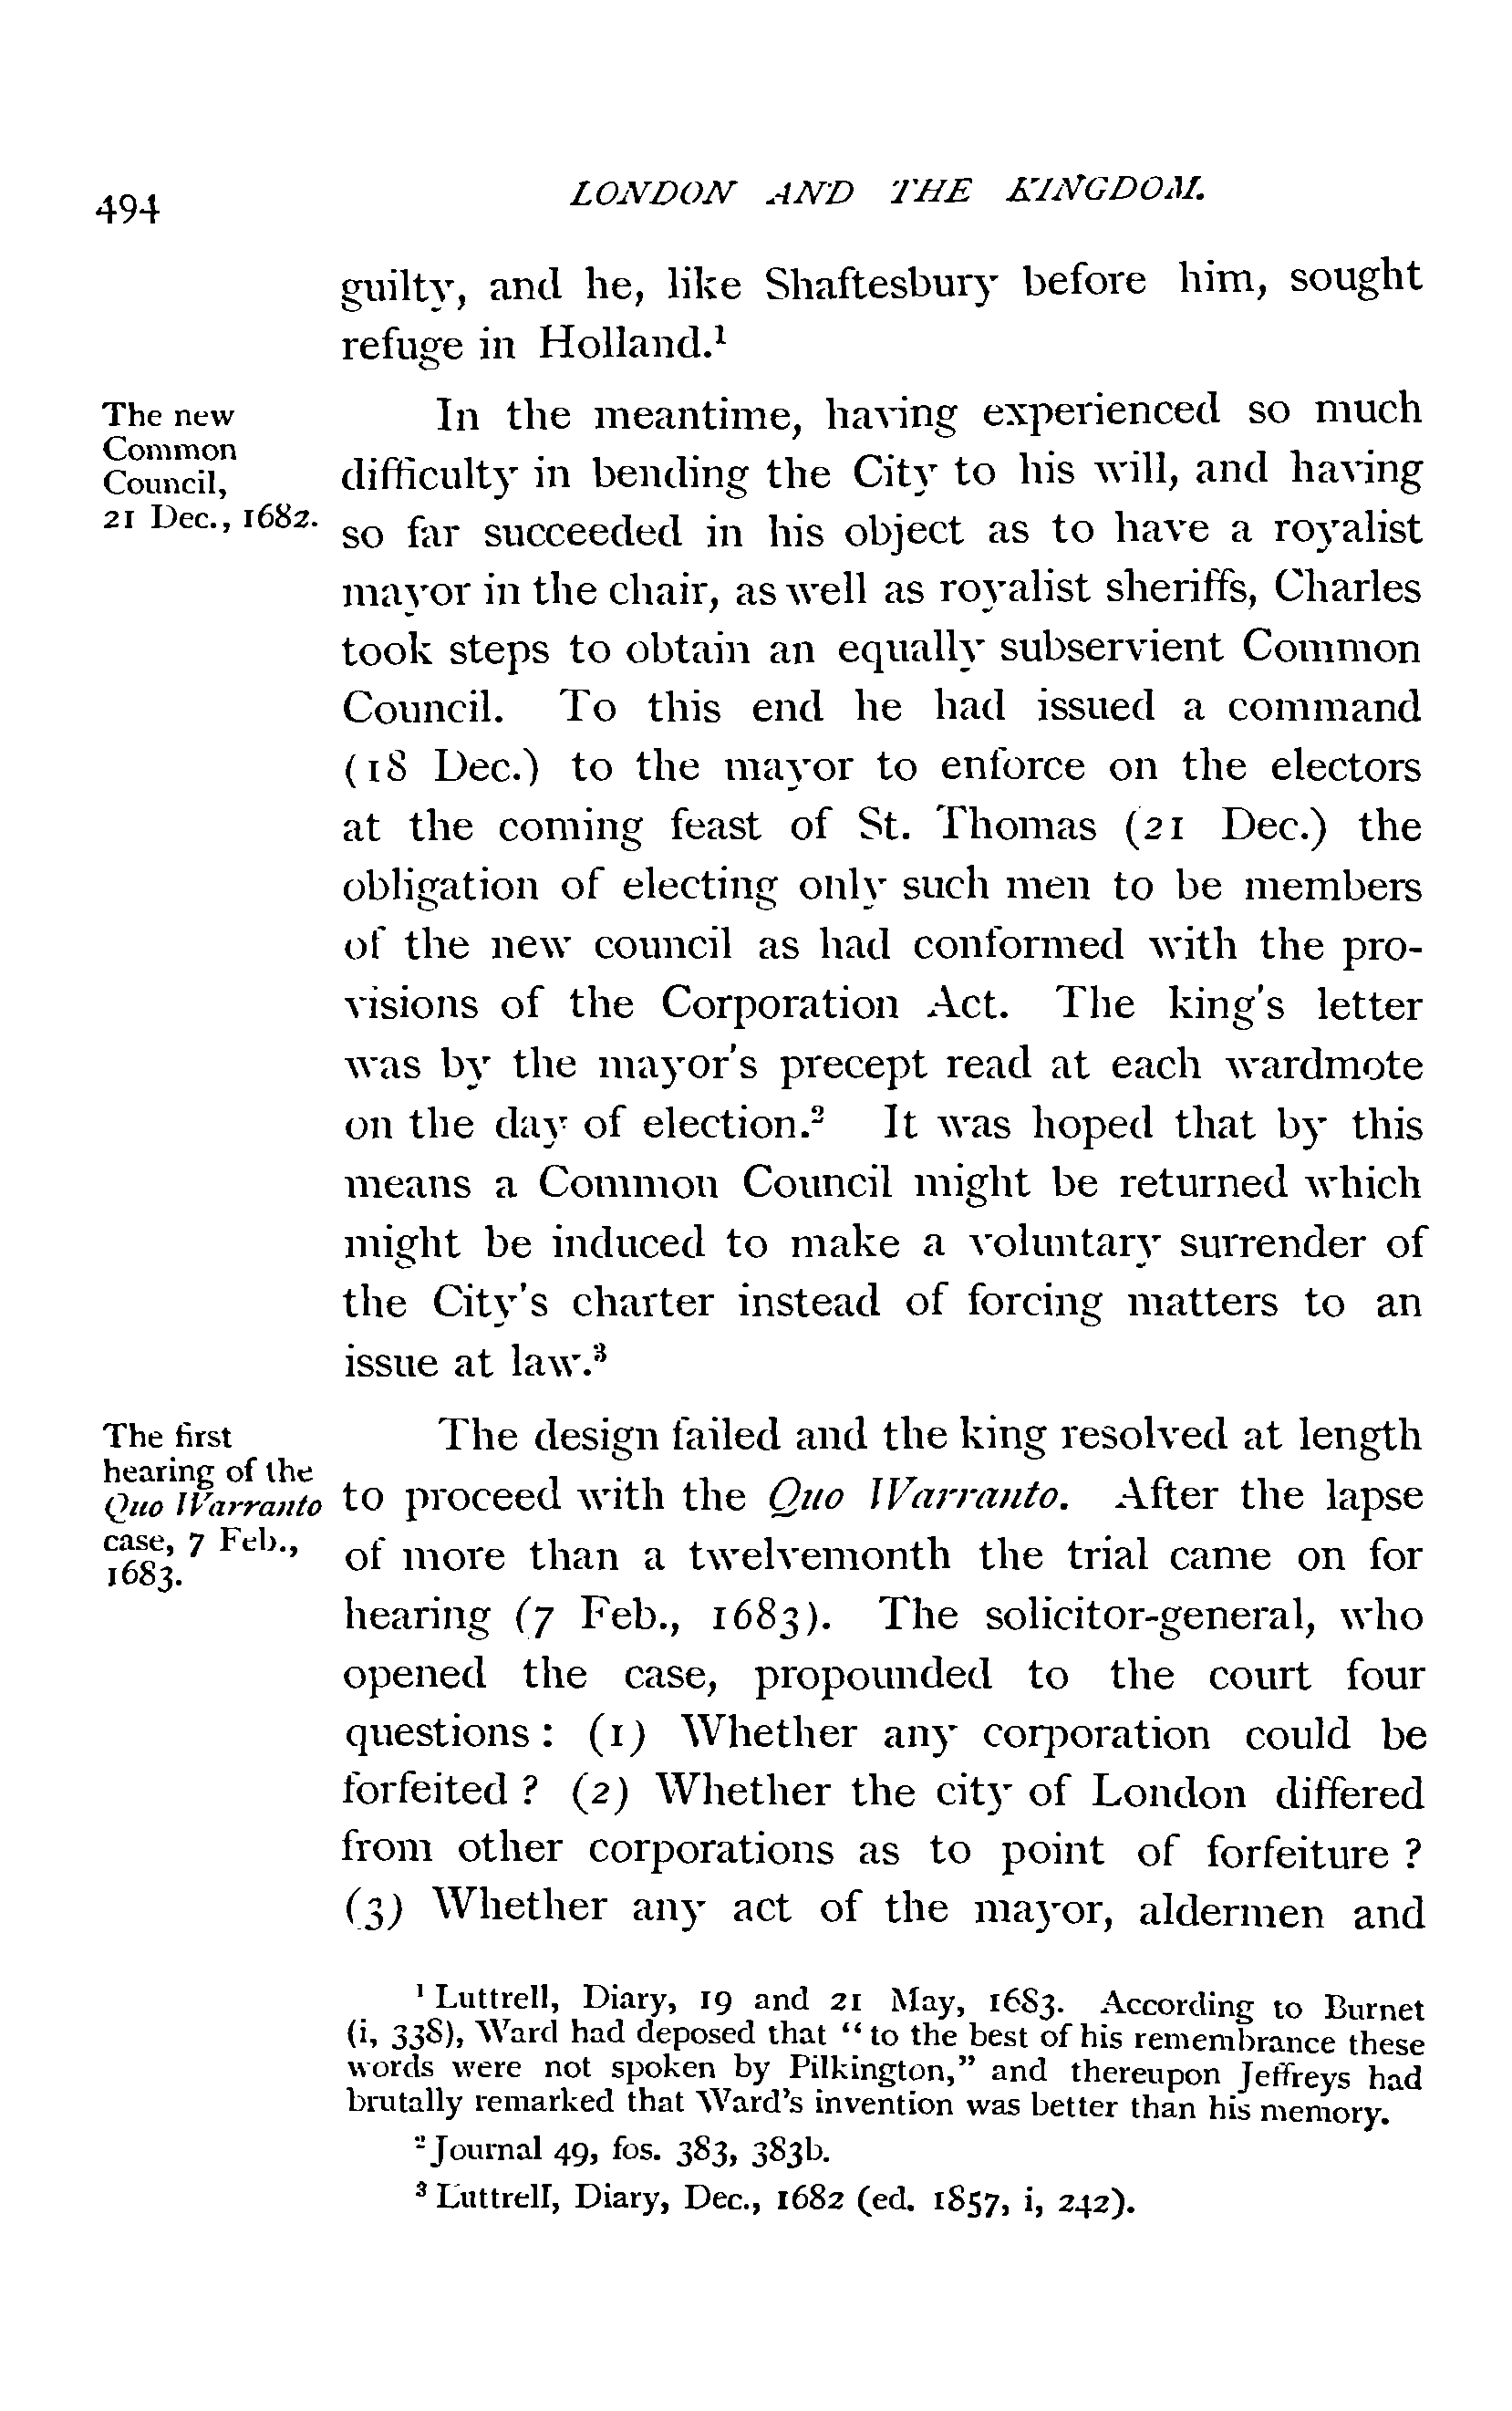 494
LONDON AND THE KINGDOM.
guilty, and he, like Shaftesbury before him, sought
refuge in Holland.¹
The new
Common
Council,
21 Dec., 1682.
In the meantime, having experienced so much
difficulty in bending the City to his will, and having
so far succeeded in his object as to have a royalist
mayor in the chair, as well as royalist sheriffs, Charles
took steps to obtain an equally subservient Common
Council. To this end he had issued a command
(18 Dec.) to the mayor to enforce on the electors
at the coming feast of St. Thomas (21 Dec.) the
obligation of electing only such men to be members
of the new council as had conformed with the pro-
visions of the Corporation Act. The king's letter
was by the mayor's precept read at each wardmote
on the day of election.² It was hoped that by this
means a Common Council might be returned which
might be induced to make a voluntary surrender of
the City's charter instead of forcing matters to an
issue at law.³
The first
hearing of the
Quo Warranto
case, 7 Feb.,
1683.
The design failed and the king resolved at length
to proceed with the Quo Warranto. After the lapse
of more than a twelvemonth the trial came on for
hearing (7 Feb., 1683). The solicitor-general, who
opened the case, propounded to the court four
questions: (1) Whether any corporation could be
forfeited ? (2) Whether the city of London differed
from other corporations as to point of forfeiture ?
(3) Whether any act of the mayor, aldermen and
¹ Luttrell, Diary, 19 and 21 May, 1683. According to Burnet
(i, 338), Ward had deposed that "to the best of his remembrance these
words were not spoken by Pilkington," and thereupon Jeffreys had
brutally remarked that Ward's invention was better than his memory.
² Journal 49, fos. 383, 383b.
³ Luttrell, Diary, Dec., 1682 (ed. 1857, i, 242).